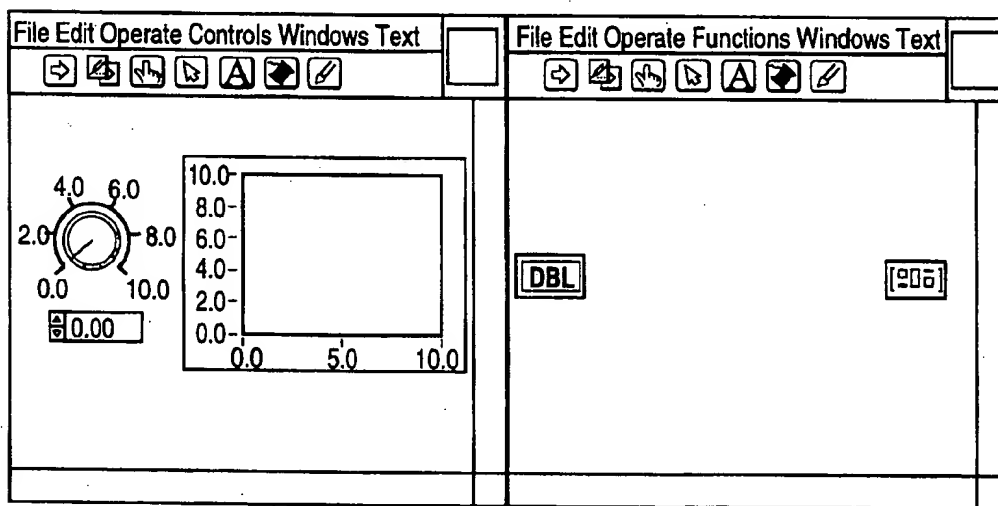 File Edit Operate Controls Windows Text
A
4.0 6.0
2.0 8.0
0.0 10.0
0.00
10.0
8.0
6.0
4.0
2.0
0.0
0.0 5.0 10.0
File Edit Operate Functions Windows Text
A
DBL